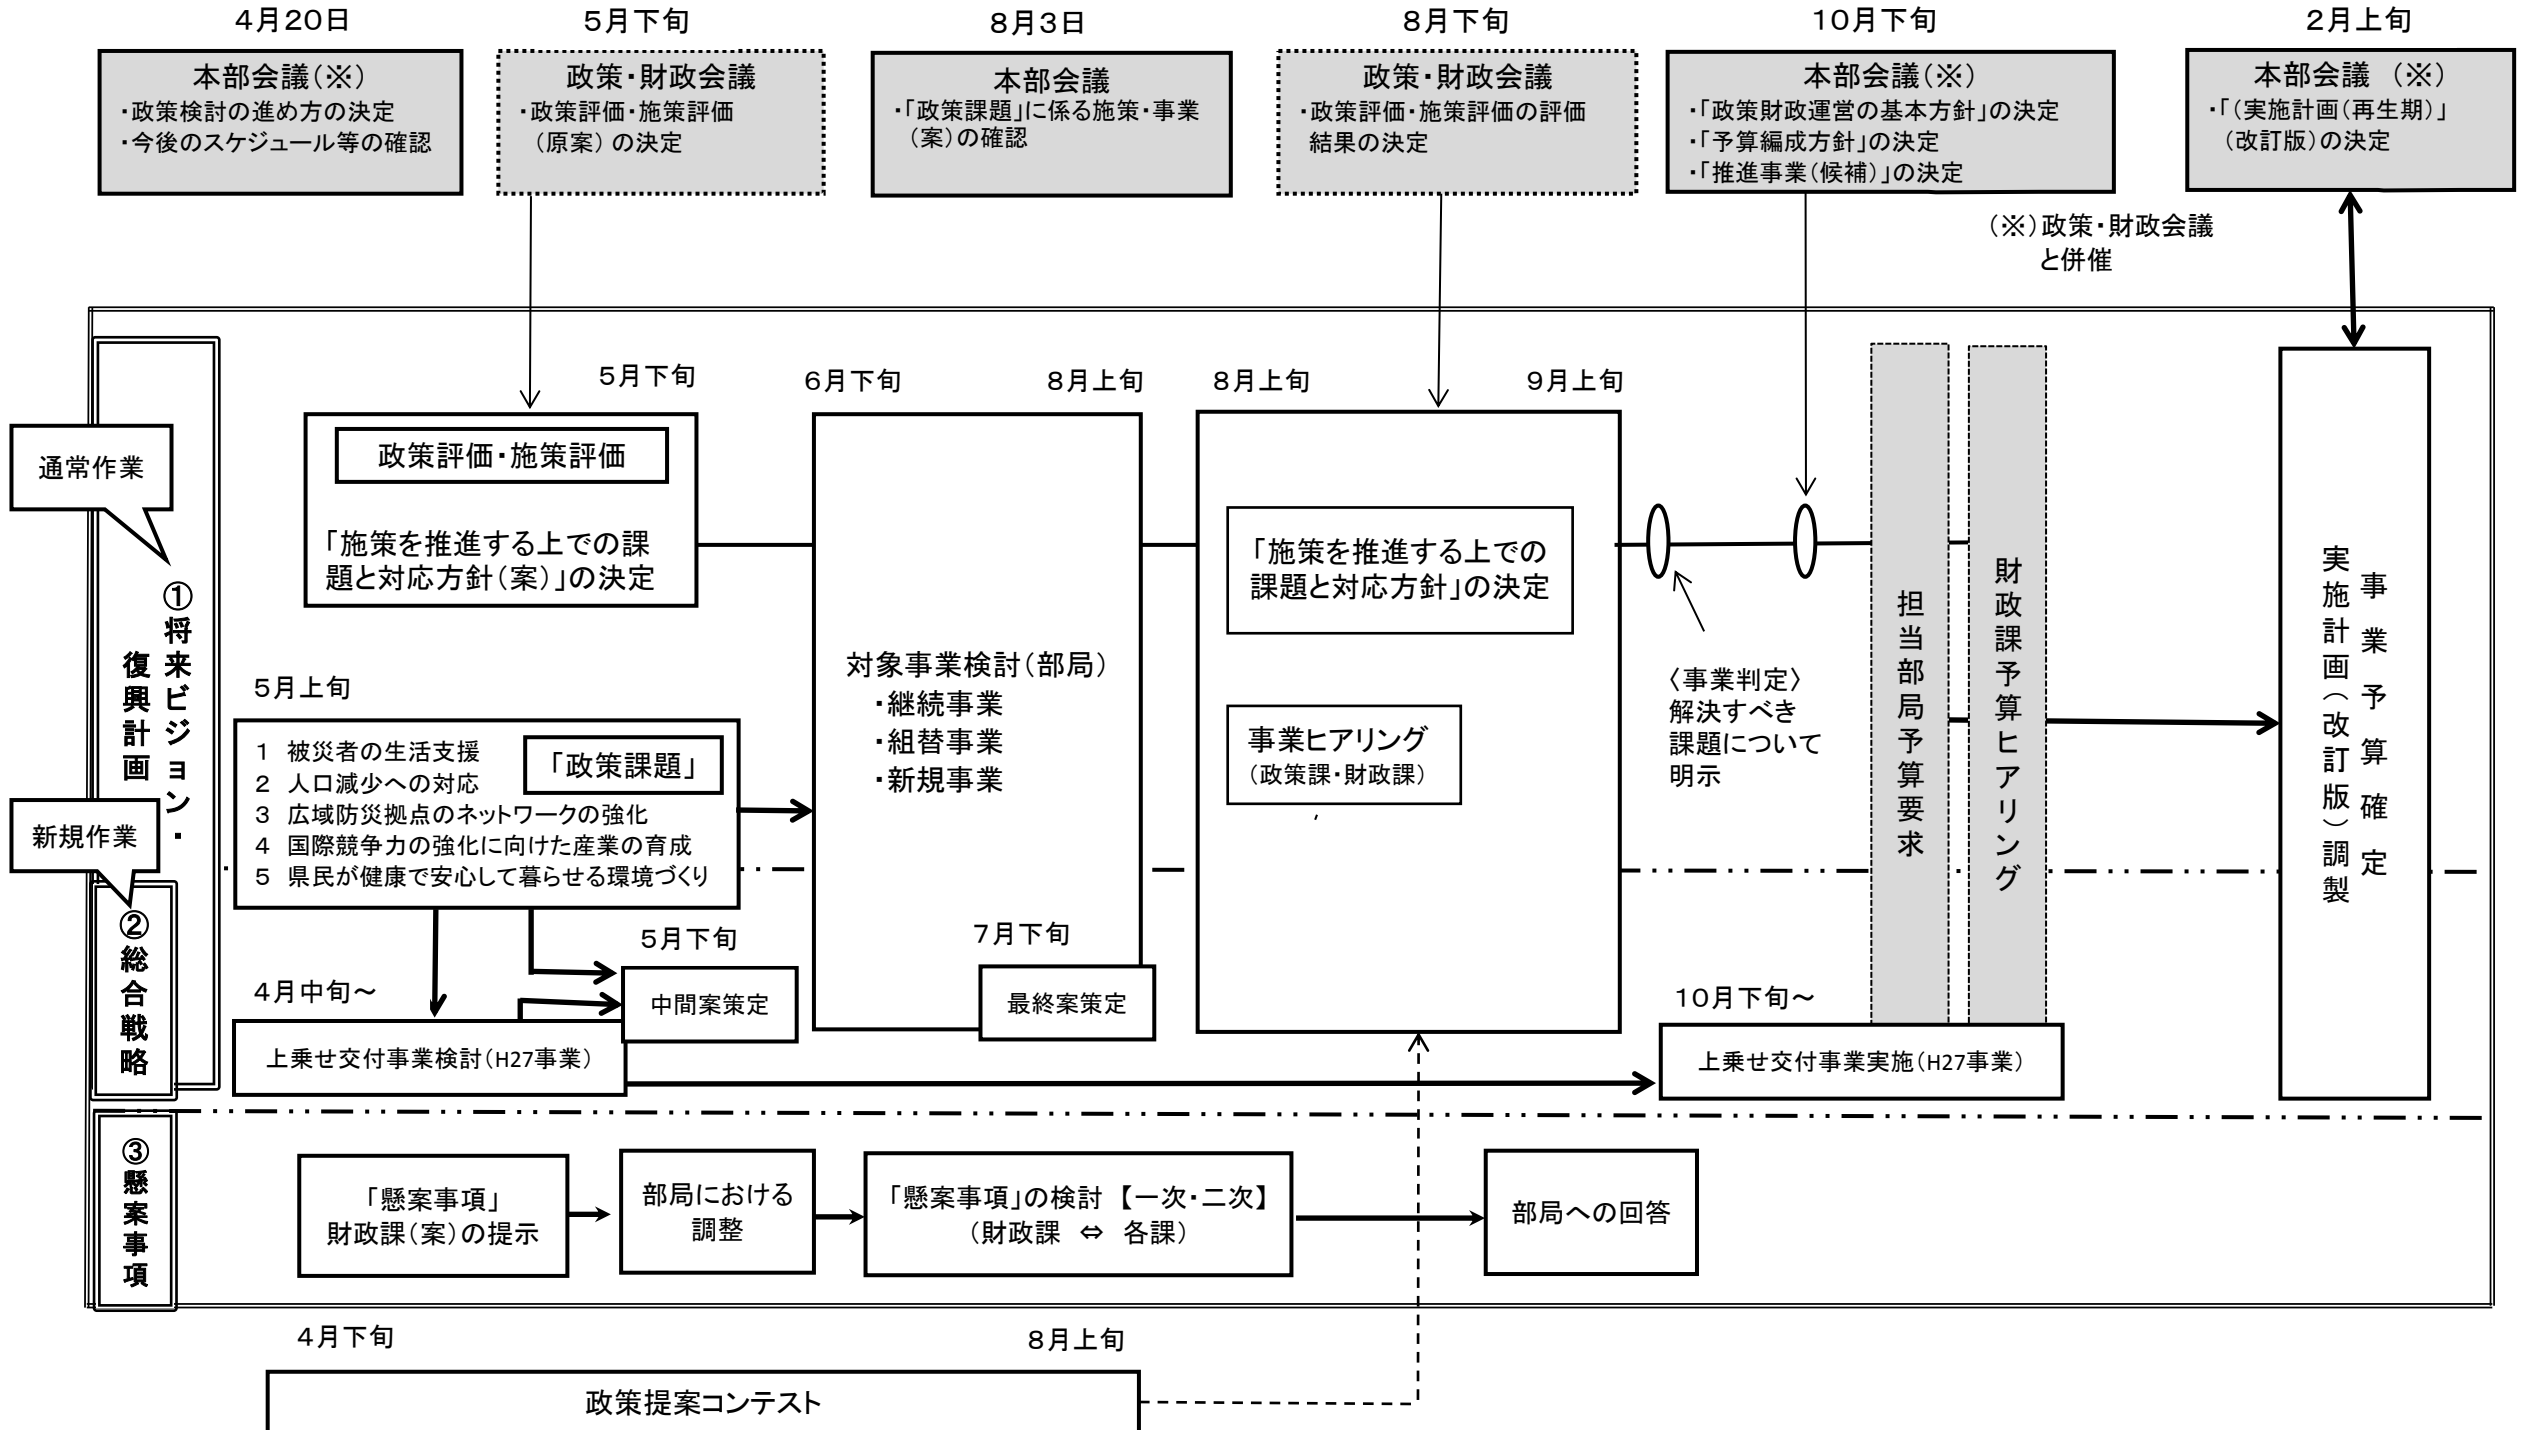 4月20日
5月下旬
8月3日
8月下旬
10月下旬
2月上旬
本部会議(※)
・政策検討の進め方の決定
・今後のスケジュール等の確認
政策・財政会議
・政策評価・施策評価
(原案)の決定
本部会議
・「政策課題」に係る施策・事業
(案)の確認
政策・財政会議
・政策評価・施策評価の評価
結果の決定
本部会議(※)
・「政策財政運営の基本方針」の決定
・「予算編成方針」の決定
・「推進事業(候補)」の決定
本部会議 (※)
・「(実施計画(再生期)」
(改訂版)の決定
(※)政策・財政会議
と併催
通常作業
①将来ビジョン・
復興計画
新規作業
②総合戦略
③懸案事項
5月下旬
政策評価・施策評価
「施策を推進する上での課
題と対応方針(案)」の決定
5月上旬
「政策課題」
1 被災者の生活支援
2 人口減少への対応
3 広域防災拠点のネットワークの強化
4 国際競争力の強化に向けた産業の育成
5 県民が健康で安心して暮らせる環境づくり
4月中旬~
上乗せ交付事業検討(H27事業)
5月下旬
中間案策定
6月下旬
8月上旬
対象事業検討(部局)
・継続事業
・組替事業
・新規事業
7月下旬
最終案策定
8月上旬
9月上旬
「施策を推進する上での
課題と対応方針」の決定
事業ヒアリング
(政策課・財政課)
〈事業判定〉
解決すべき
課題について
明示
担当部局予算要求
財政課予算ヒアリング
10月下旬~
上乗せ交付事業実施(H27事業)
事業予算確定
実施計画(改訂版)調製
「懸案事項」
財政課(案)の提示
部局における
調整
「懸案事項」の検討【一次・二次】
(財政課 ⇔ 各課)
部局への回答
4月下旬
8月上旬
政策提案コンテスト